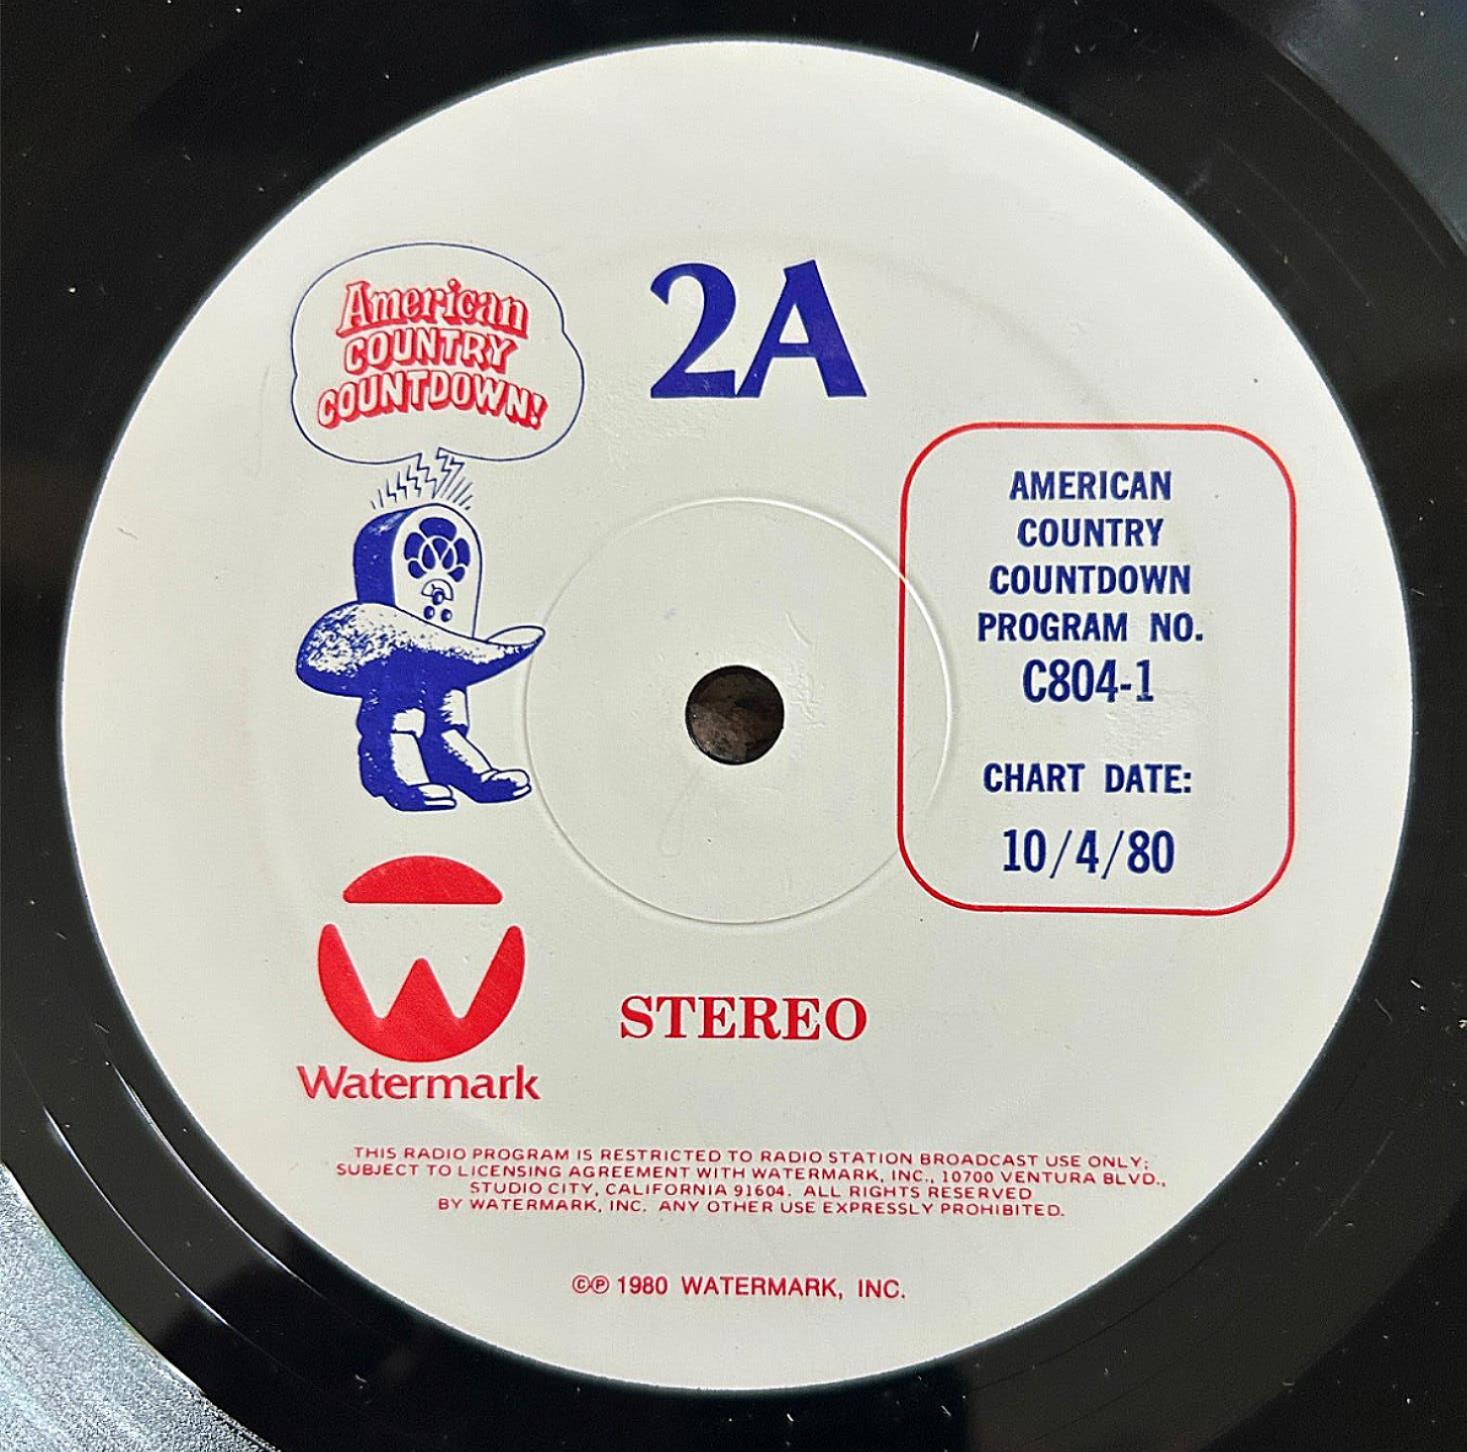 2A
American
COUNTRY
COUNTDOWN!
AMERICAN
COUNTRY
COUNTDOWN
PROGRAM NO.
C804-1
CHART DATE:
10/4/80
Watermark
STEREO
THIS RADIO PROGRAM IS RESTRICTED TO RADIO STATION BROADCAST USE ONLY;
SUBJECT TO LICENSING AGREEMENT WITH WATERMARK, INC., 10700 VENTURA BLVD.,
STUDIO CITY, CALIFORNIA 91604. ALL RIGHTS RESERVED
BY WATERMARK, INC. ANY OTHER USE EXPRESSLY PROHIBITED.
©℗ 1980 WATERMARK, INC.